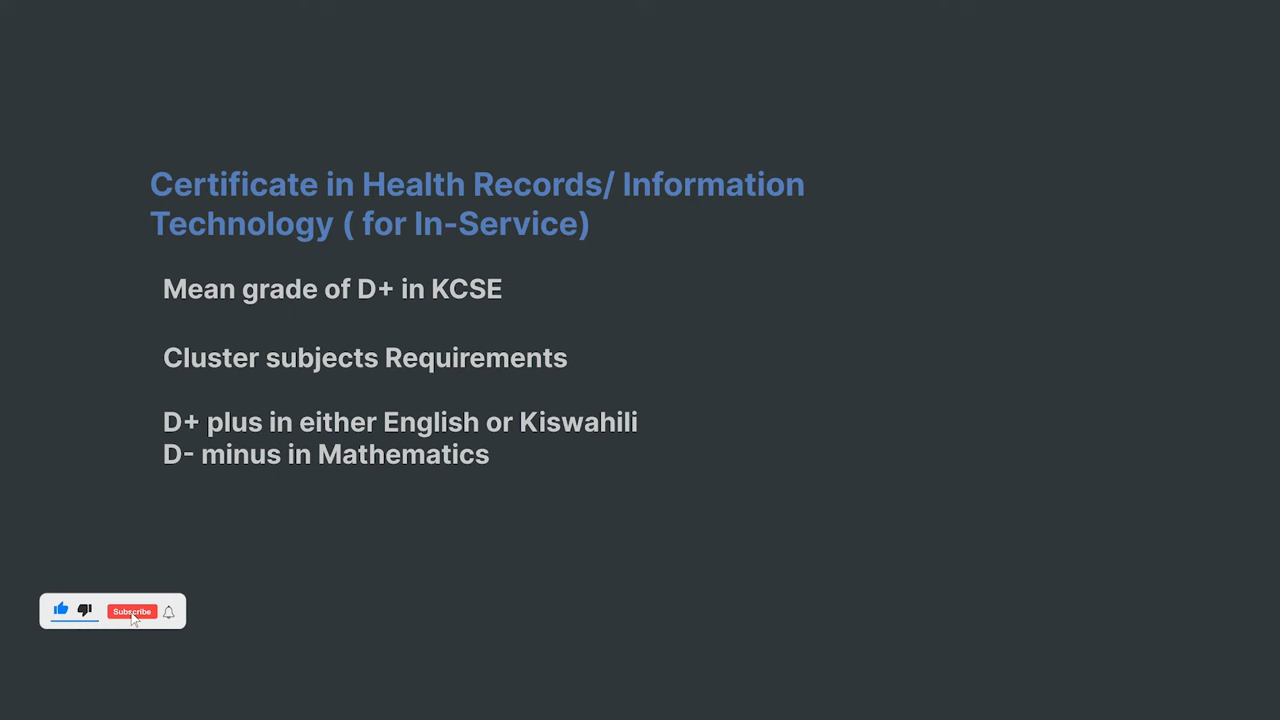 Certificate in Health Records/ Information
Technology ( for In-Service)
Mean grade of D+ in KCSE
Cluster subjects Requirements
D+ plus in either English or Kiswahili
D- minus in Mathematics
Subscribe